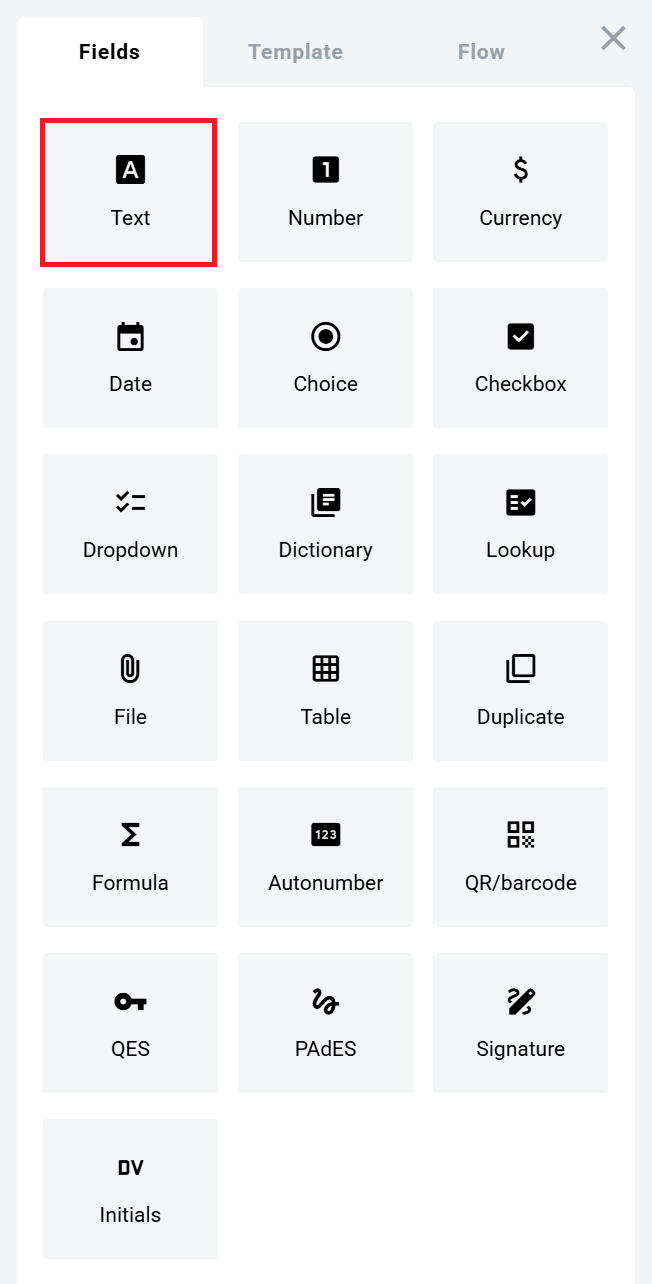 Fields Template Flow
A 1 $
Text Number Currency
Date Choice Checkbox
Dropdown Dictionary Lookup
File Table Duplicate
Σ 123
Formula Autonumber QR/barcode
QES PAdES Signature
DV
Initials